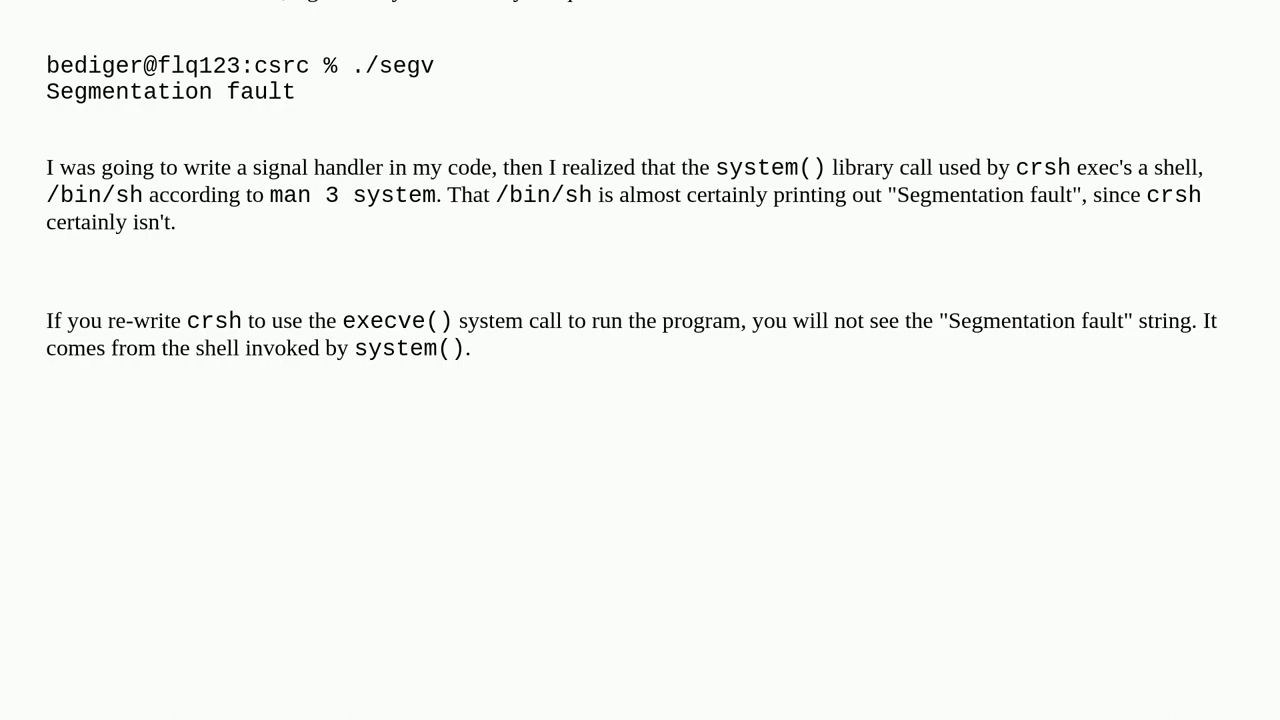 bediger@flq123:csrc % ./segv
Segmentation fault
I was going to write a signal handler in my code, then I realized that the system() library call used by crsh exec's a shell,
/bin/sh according to man 3 system. That /bin/sh is almost certainly printing out "Segmentation fault", since crsh
certainly isn't.
If you re-write crsh to use the execve() system call to run the program, you will not see the "Segmentation fault" string. It
comes from the shell invoked by system().